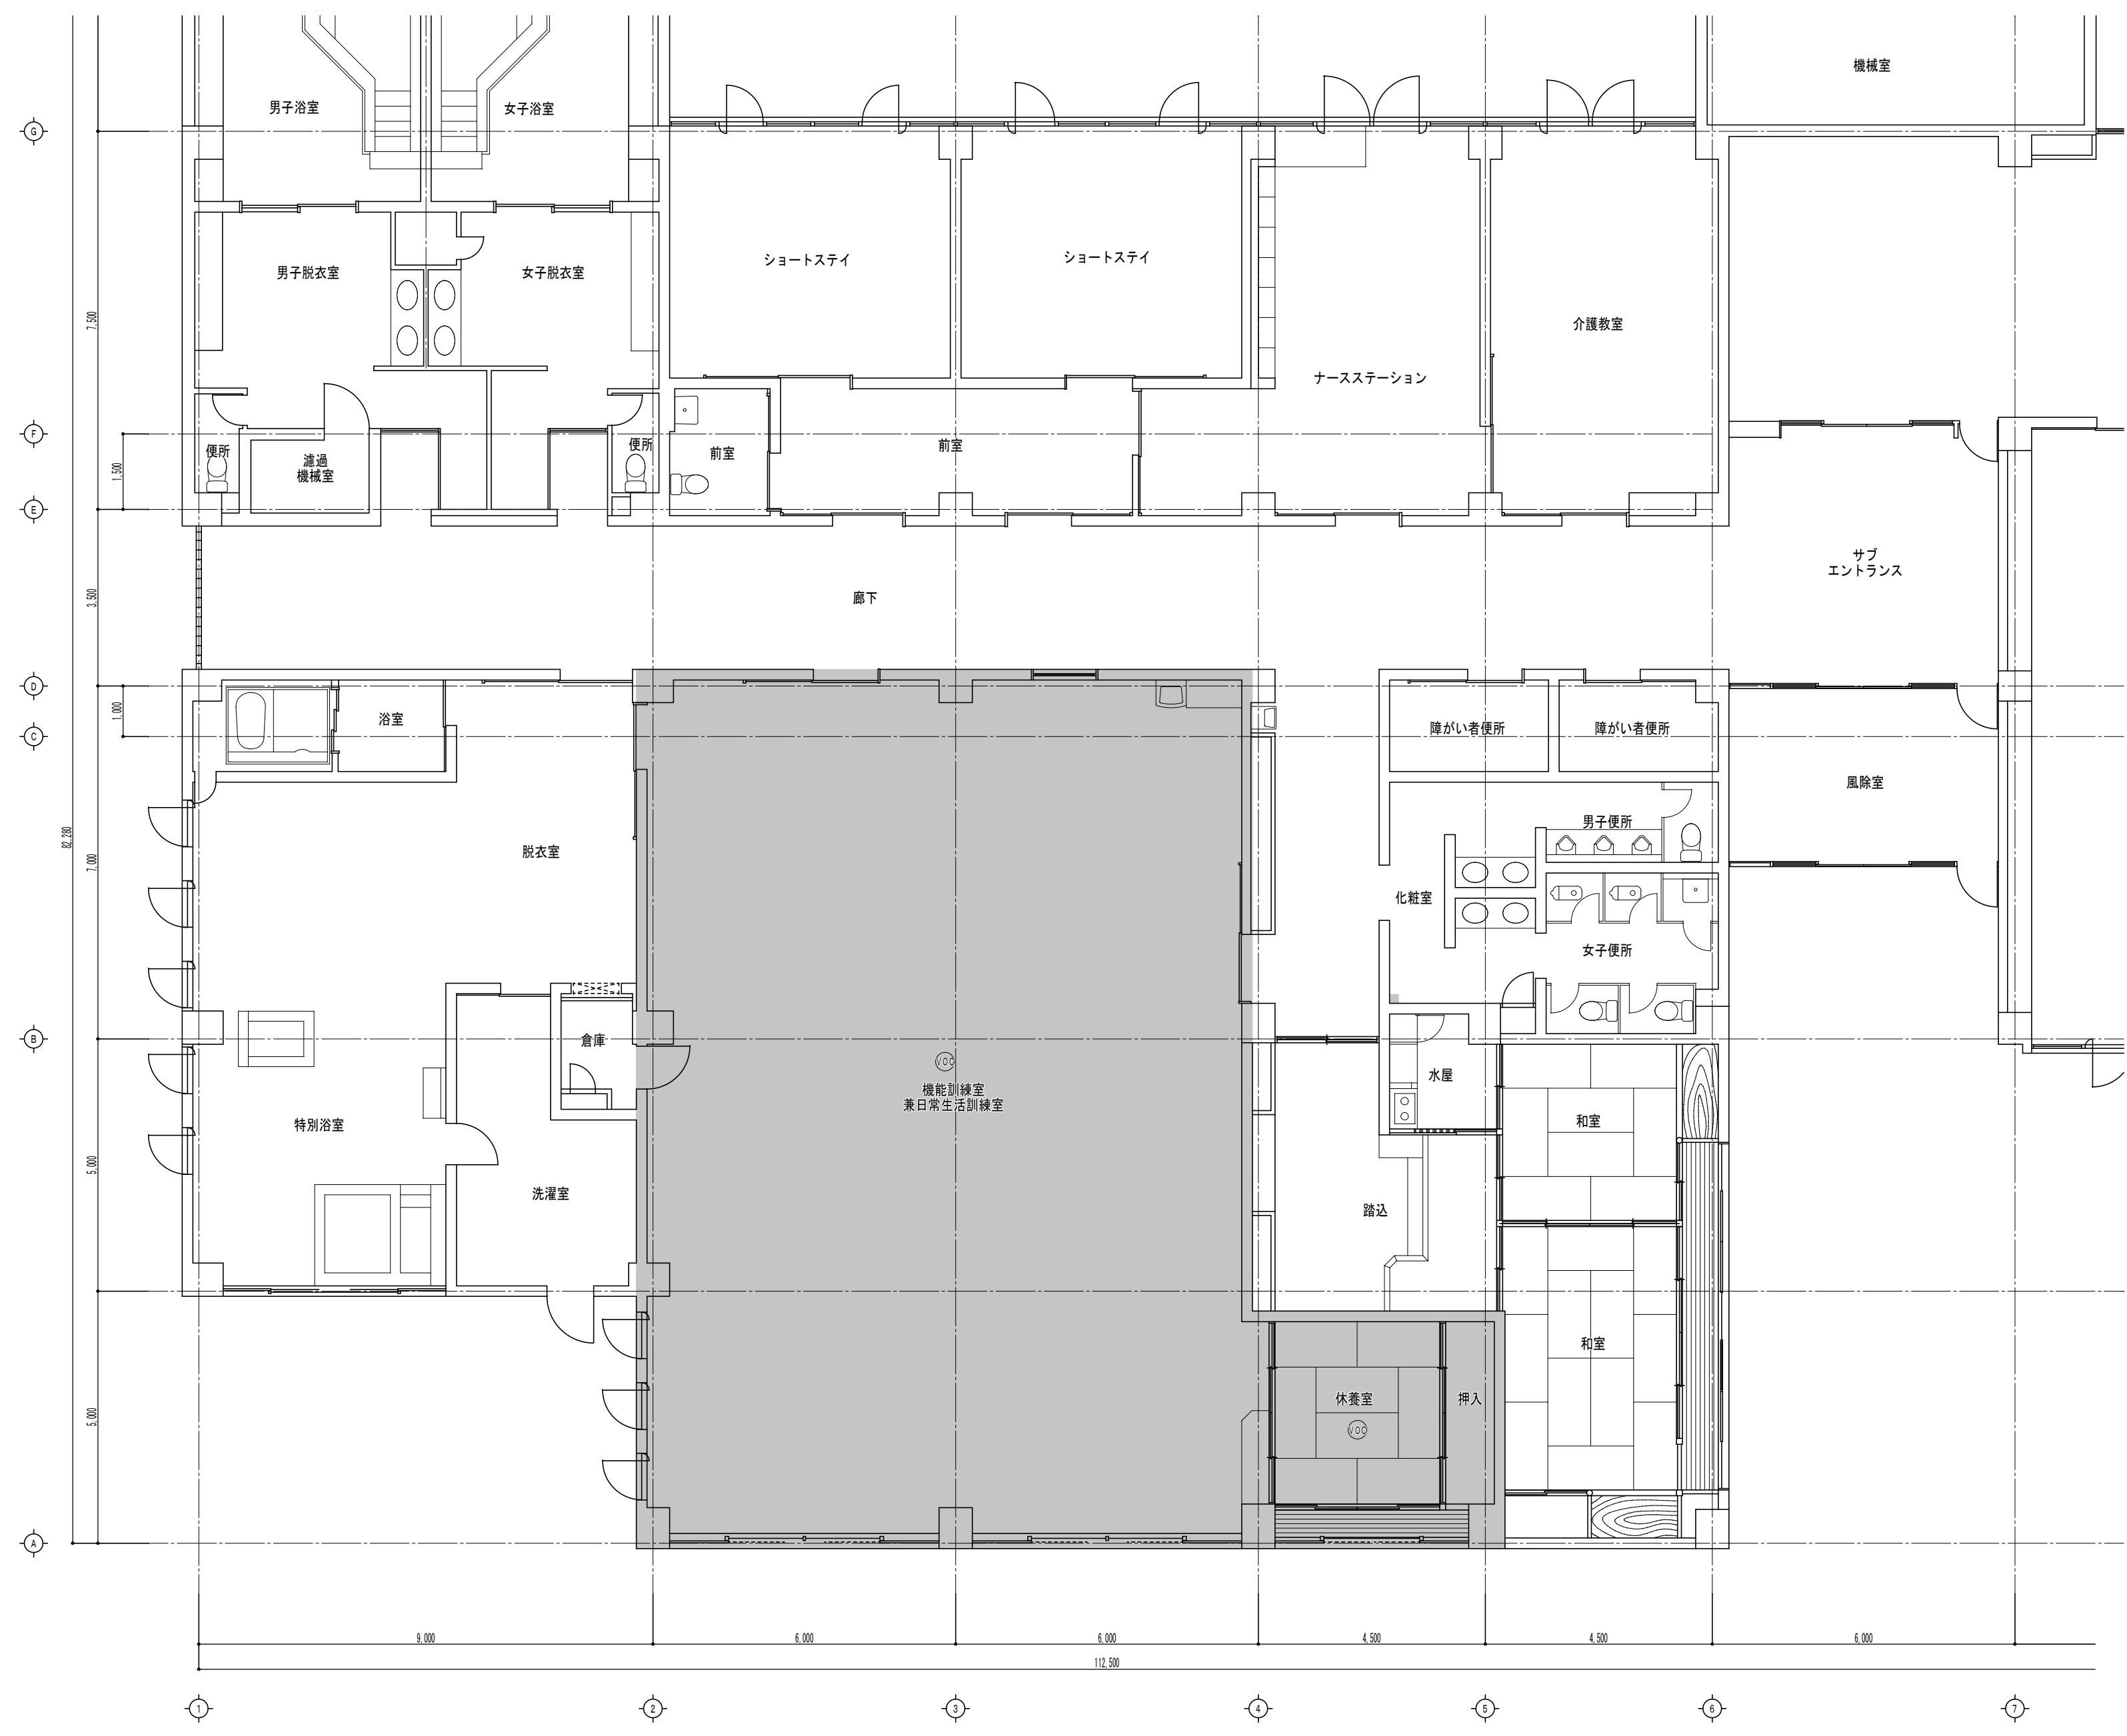 機械室
男子浴室
女子浴室
G
ショートステイ
ショートステイ
男子脱衣室
女子脱衣室
7,500
介護教室
ナースステーション
F
便所
濾過
機械室
便所
前室
前室
1,500
E
サブ
エントランス
3,500
廊下
D
1,000
浴室
障がい者便所
障がい者便所
C
風除室
男子便所
82,280
7,000
脱衣室
化粧室
女子便所
B
倉庫
VOC
機能訓練室
兼日常生活訓練室
水屋
和室
特別浴室
5,000
洗濯室
踏込
和室
休養室
押入
VOC
5,000
A
9,000
6,000
6,000
4,500
4,500
6,000
112,500
1
2
3
4
5
6
7